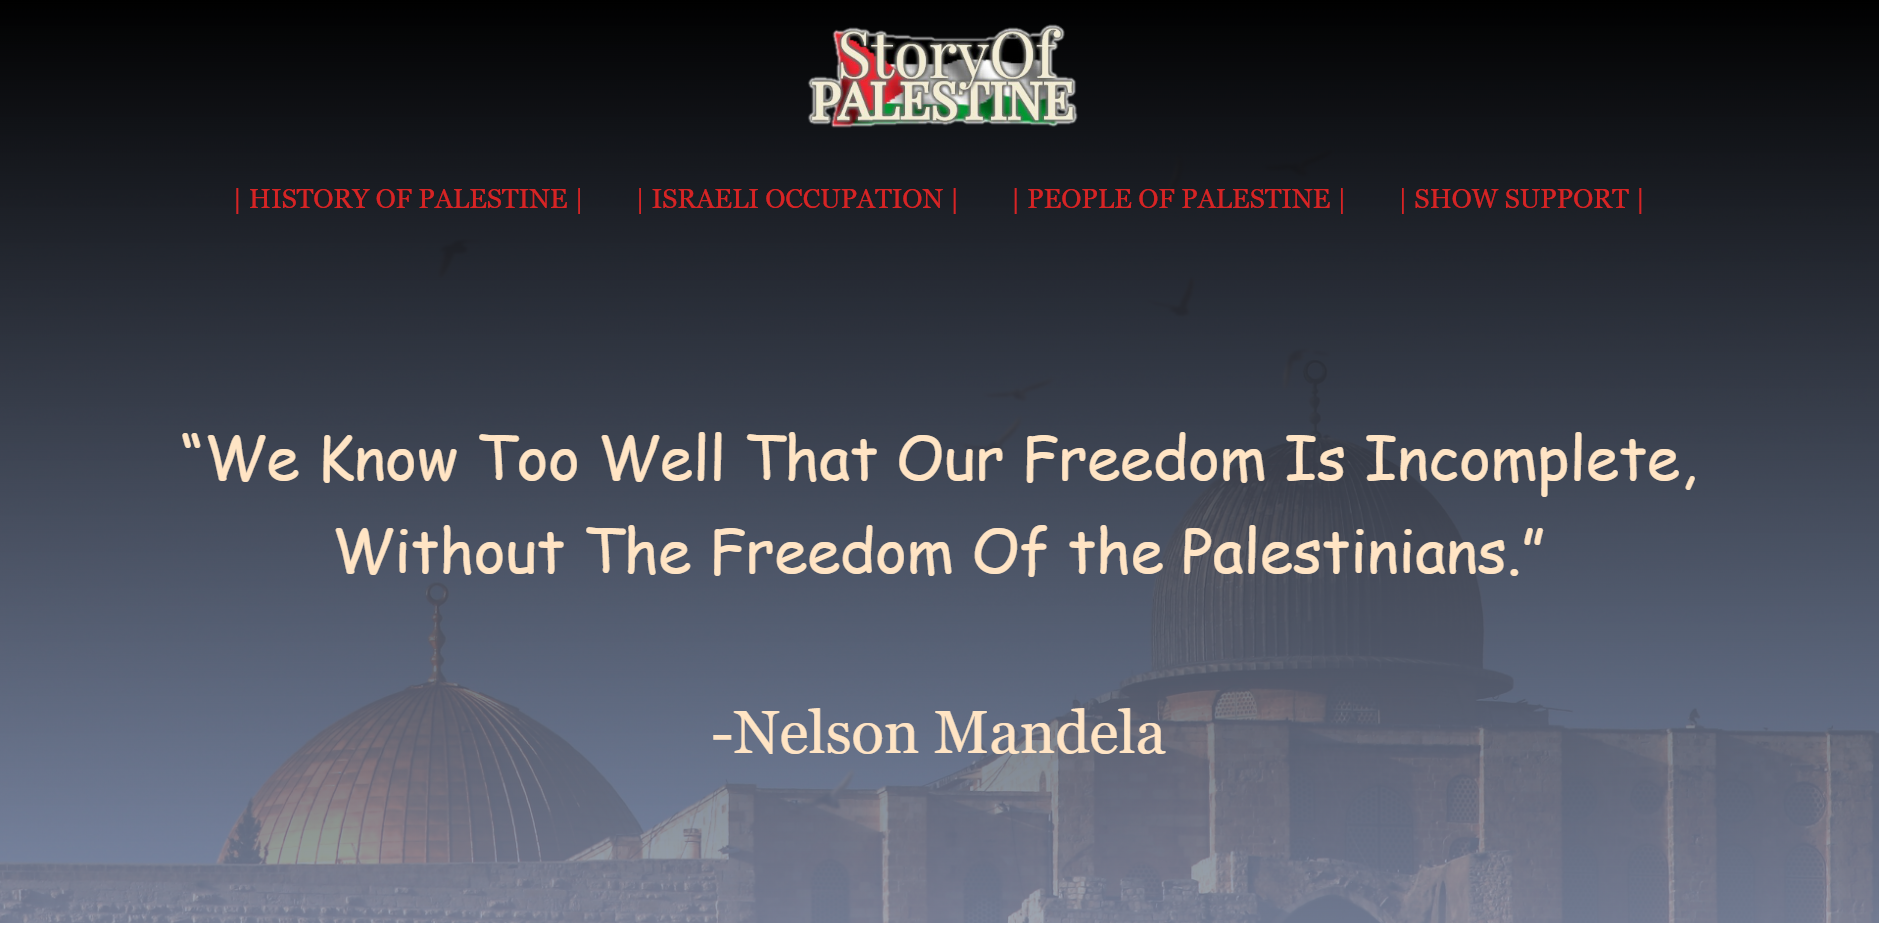 StoryOf
PALESTINE
| HISTORY OF PALESTINE | | ISRAELI OCCUPATION | | PEOPLE OF PALESTINE | | SHOW SUPPORT |
“We Know Too Well That Our Freedom Is Incomplete,
Without The Freedom Of the Palestinians.”
-Nelson Mandela